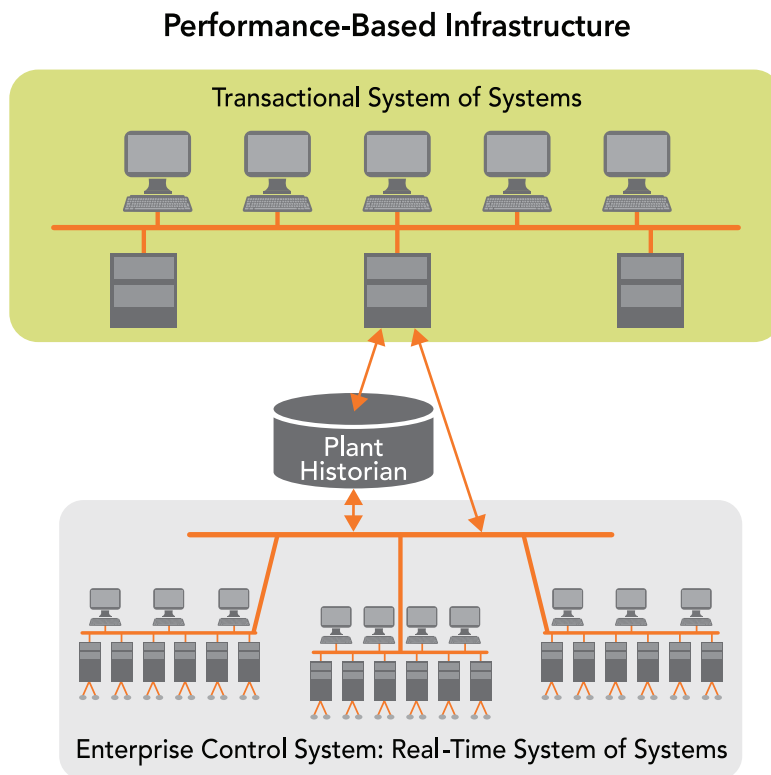 Performance-Based Infrastructure
Transactional System of Systems
Plant
Historian
Enterprise Control System: Real-Time System of Systems